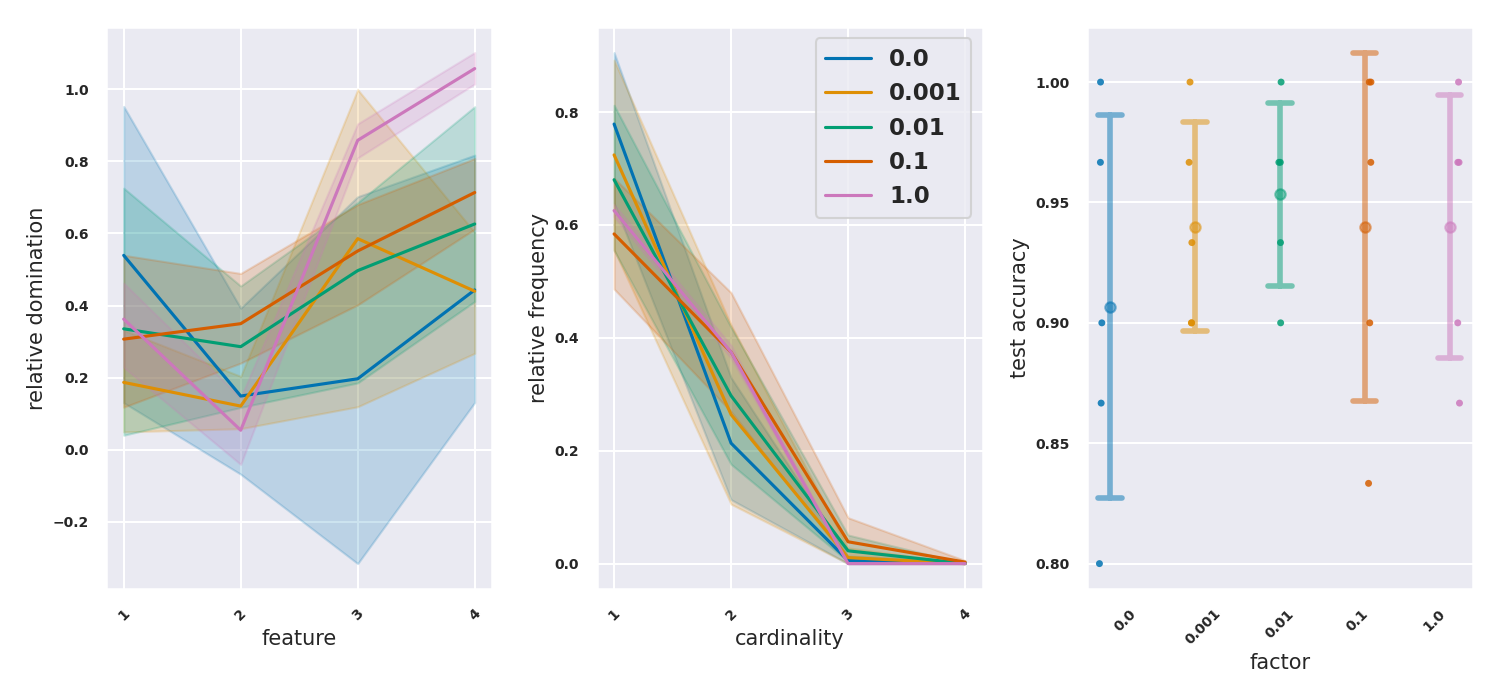 relative domination
1.0
0.8
0.6
0.4
0.2
0.0
−0.2
1 2 3 4
feature
relative frequency
0.8
0.6
0.4
0.2
0.0
1 2 3 4
cardinality
0.0
0.001
0.01
0.1
1.0
test accuracy
1.00
0.95
0.90
0.85
0.80
0.0 0.001 0.01 0.1 1.0
factor